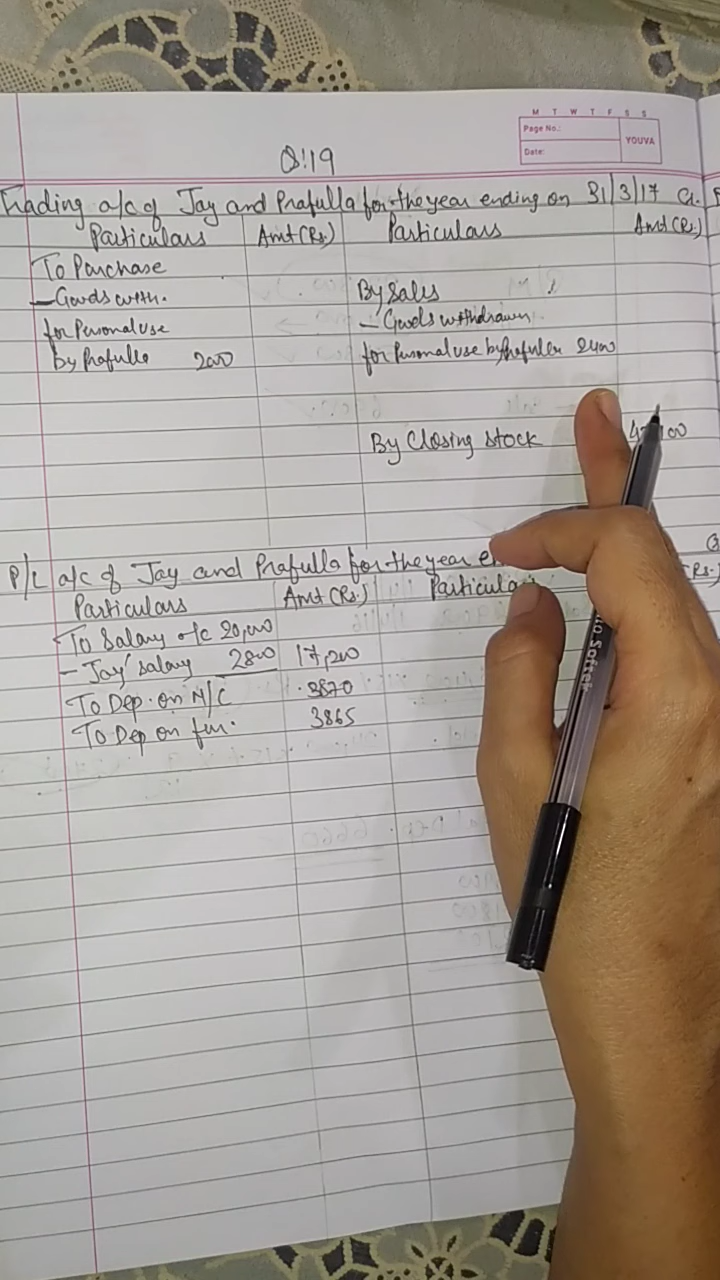 M T W T F S S
Page No.:
Date:
YOUVA
Q:19
Trading a/c of Jay and Prafulla for the year ending on 31/3/17 Cr.
Particulars Amt (Rs.) Particulars Amt (Rs.)
To Purchase
- Goods with. By Sales
for Personal Use - Goods withdrawn
by Prafulla 2000 for Personal use by Prafulla 2400
By Closing stock
P/L a/c of Jay and Prafulla for the year
Particulars Amt (Rs.) Particula
(Rs.)
To Salary a/c 20,000
- Jay' salary 2800 17,200
To Dep. on M/C 3870
To Dep on fur. 3865